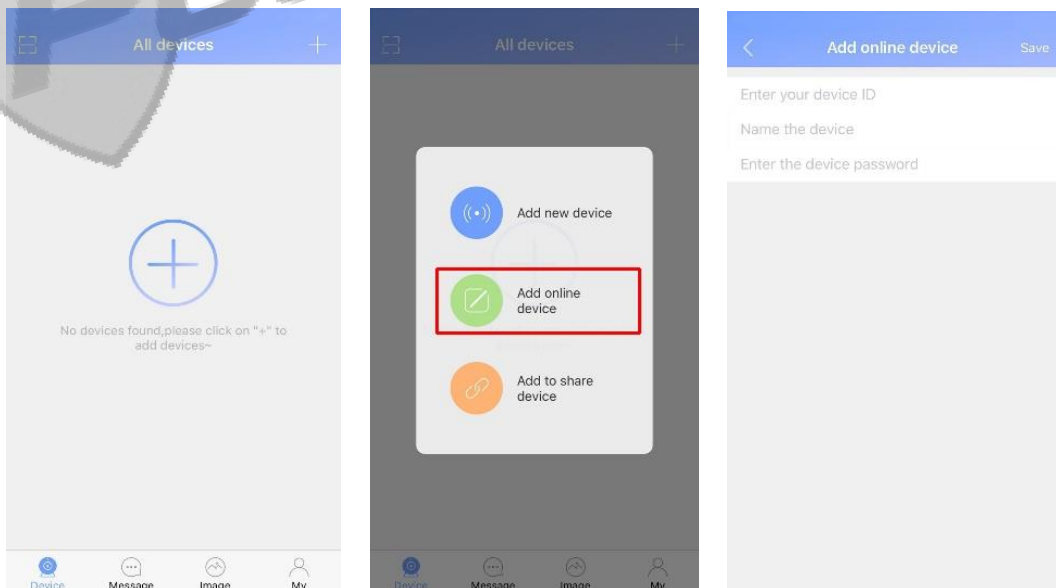 All devices
No devices found,please click on "+" to
add devices~
Device
Message
Image
My
All devices
Add new device
Add online
device
Add to share
device
Device
Message
Image
My
Add online device
Save
Enter your device ID
Name the device
Enter the device password